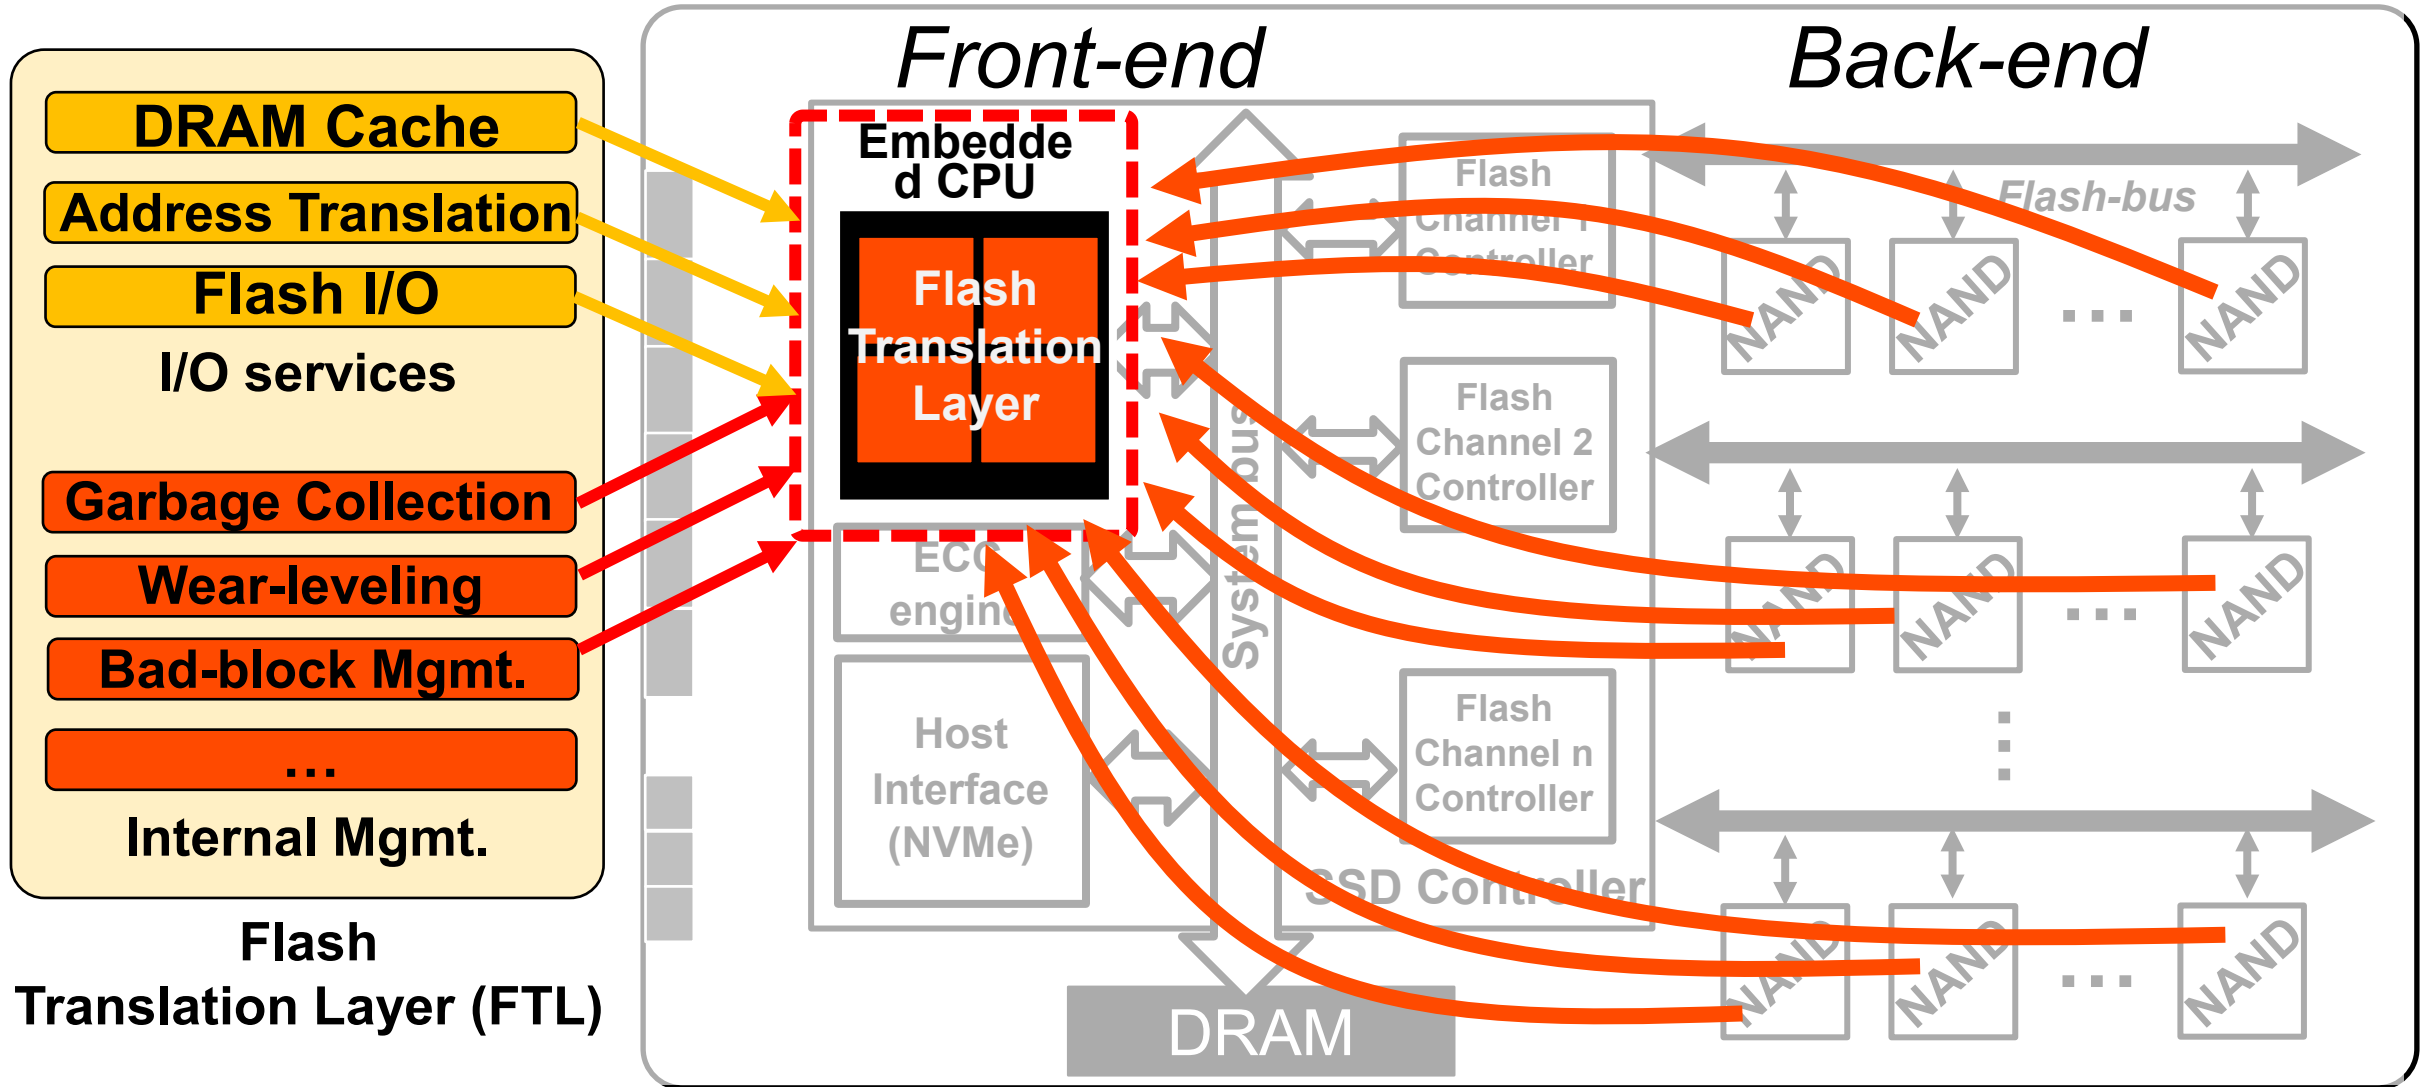 Front-end
Back-end
DRAM Cache
Address Translation
Flash I/O
I/O services
Garbage Collection
Wear-leveling
Bad-block Mgmt.
...
Internal Mgmt.
Flash
Translation Layer (FTL)
Embedde
d CPU
Flash
Translation
Layer
ECC
engine
Host
Interface
(NVMe)
System bus
Flash
Channel 1
Controller
Flash
Channel 2
Controller
Flash
Channel n
Controller
SSD Controller
DRAM
Flash-bus
NAND
NAND
...
NAND
NAND
NAND
...
NAND
...
NAND
NAND
...
NAND